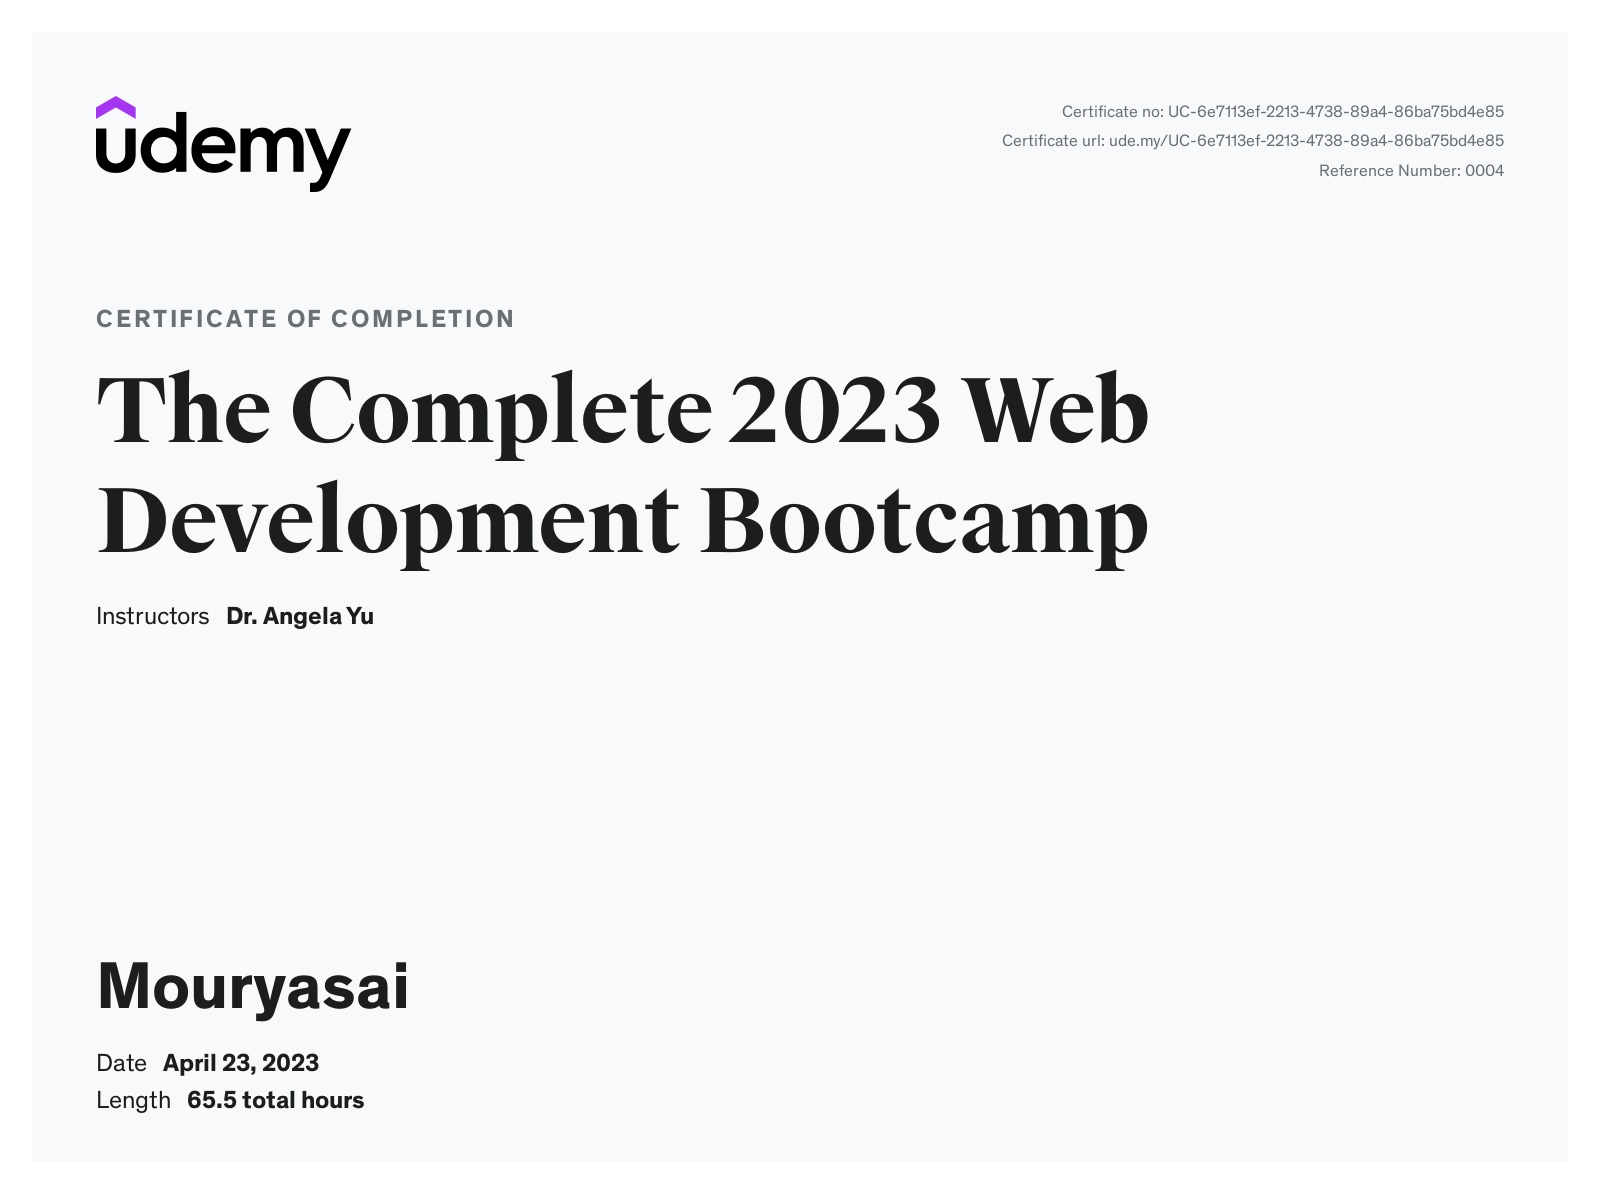 udemy
Certificate no: UC-6e7113ef-2213-4738-89a4-86ba75bd4e85
Certificate url: ude.my/UC-6e7113ef-2213-4738-89a4-86ba75bd4e85
Reference Number: 0004
CERTIFICATE OF COMPLETION
The Complete 2023 Web
Development Bootcamp
Instructors Dr. Angela Yu
Mouryasai
Date April 23, 2023
Length 65.5 total hours